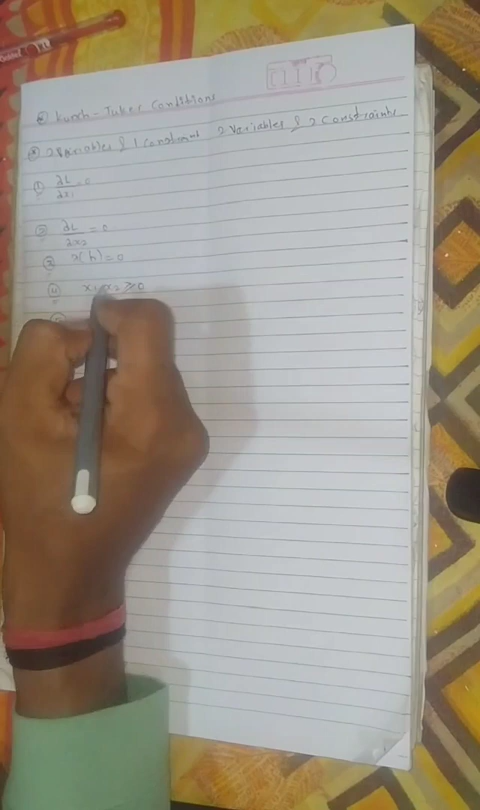 Kunch-Tuker Conditions
2 Variables & 1 Constraint 2 Variables & 2 Constraints
① ∂L/∂x1 = 0
② ∂L/∂x2 = 0
③ λ(h) = 0
④ x1, x2 ≥ 0